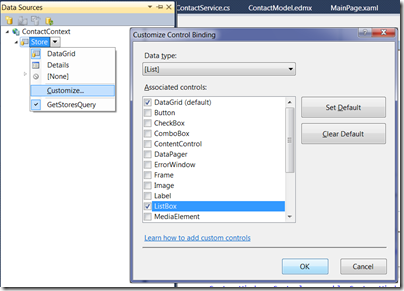 Data Sources
ContactContext
Store
DataGrid
Details
[None]
Customize...
GetStoresQuery
ContactService.cs
ContactModel.edmx
MainPage.xaml
Customize Control Binding
Data type:
[List]
Associated controls:
DataGrid (default)
Button
CheckBox
ComboBox
ContentControl
DataPager
ErrorWindow
Frame
Image
Label
ListBox
MediaElement
Set Default
Clear Default
Learn how to add custom controls
OK
Cancel